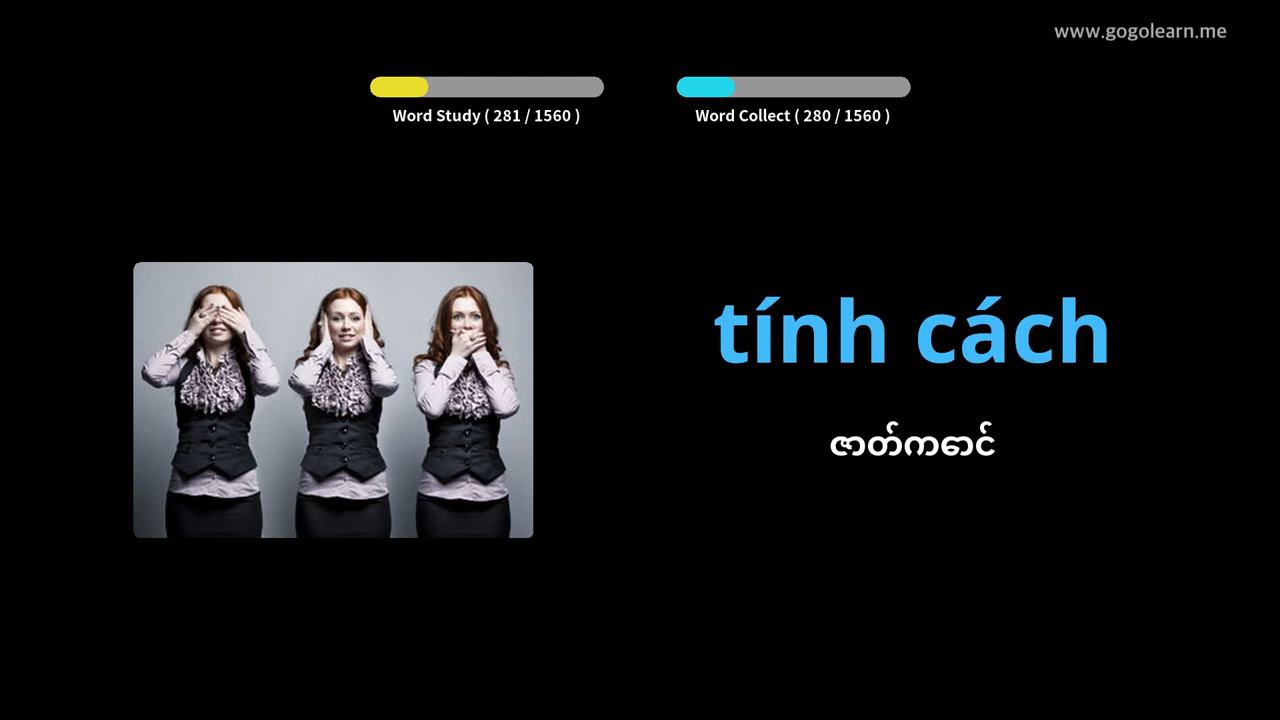 www.gogolearn.me
Word Study ( 281 / 1560 )
Word Collect ( 280 / 1560 )
tính cách
ဇာတ်ကောင်